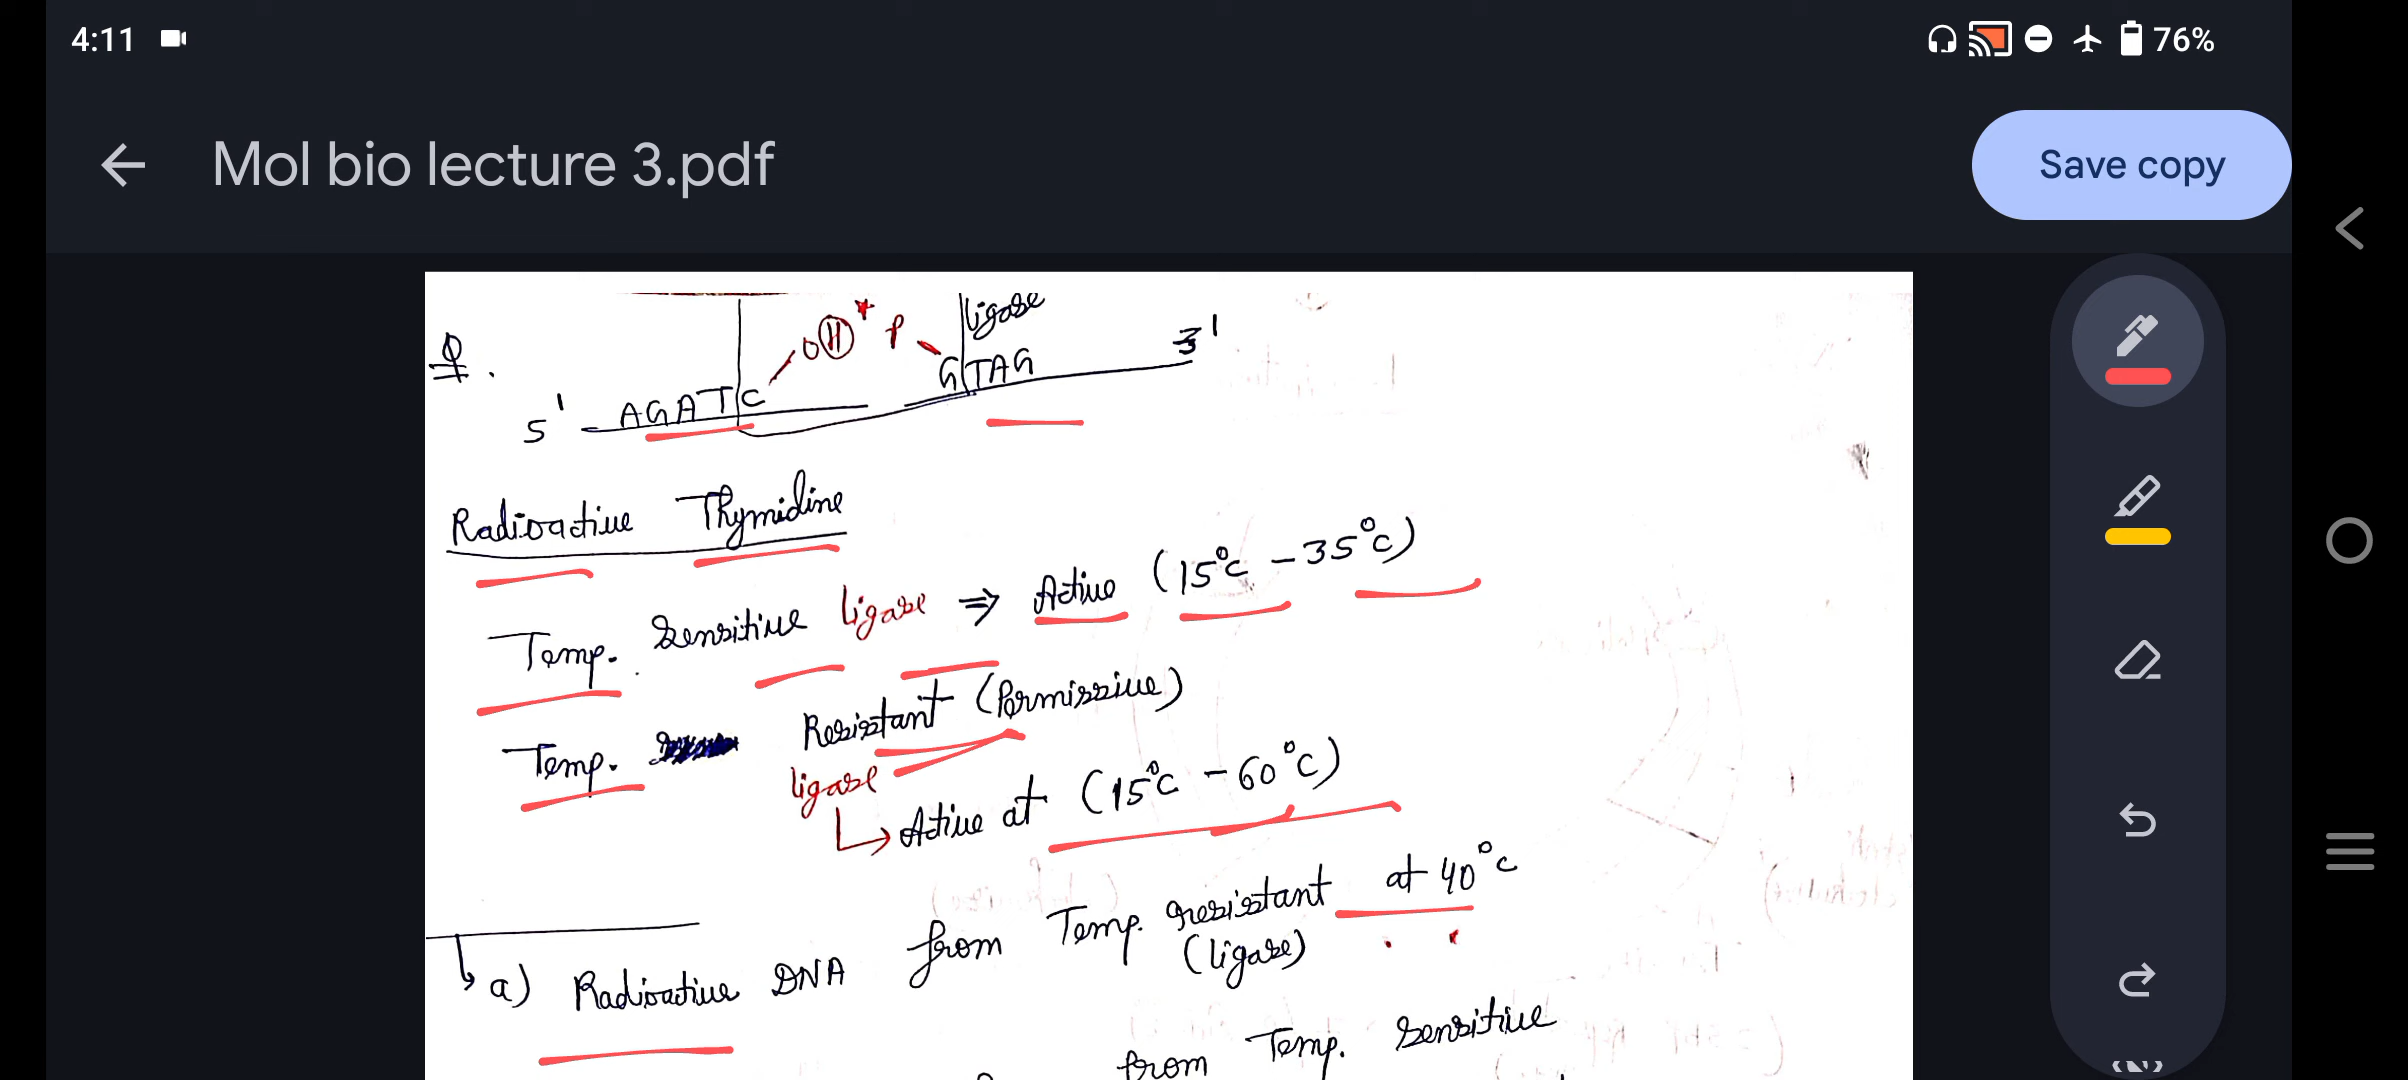 4:11
76%
Mol bio lecture 3.pdf
Save copy
ligase
Q.
OH P
5' AGATC GTAG 3'
Radioactive Thymidine
Temp. Sensitive ligase ⇒ Active (15°C - 35°C)
Temp. Resistant (Permissive)
ligase
↳ Active at (15°C - 60°C)
↳ a) Radioactive DNA from Temp. resistant at 40°C
(ligase)
from Temp. Sensitive